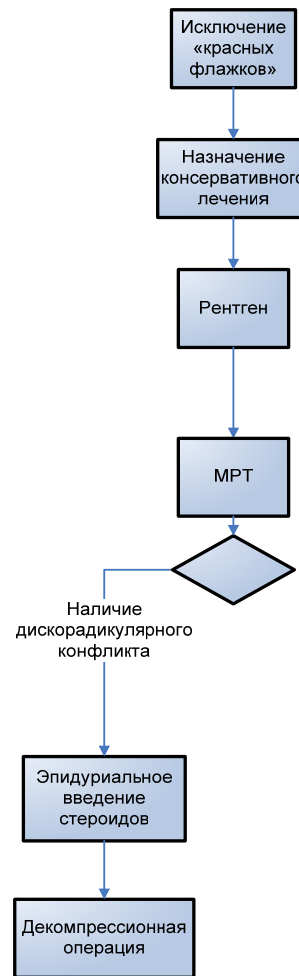 Исключение
«красных
флажков»
Назначение
консервативного
лечения
Рентген
МРТ
Наличие
дискорадикулярного
конфликта
Эпидуриальное
введение
стероидов
Декомпрессионная
операция